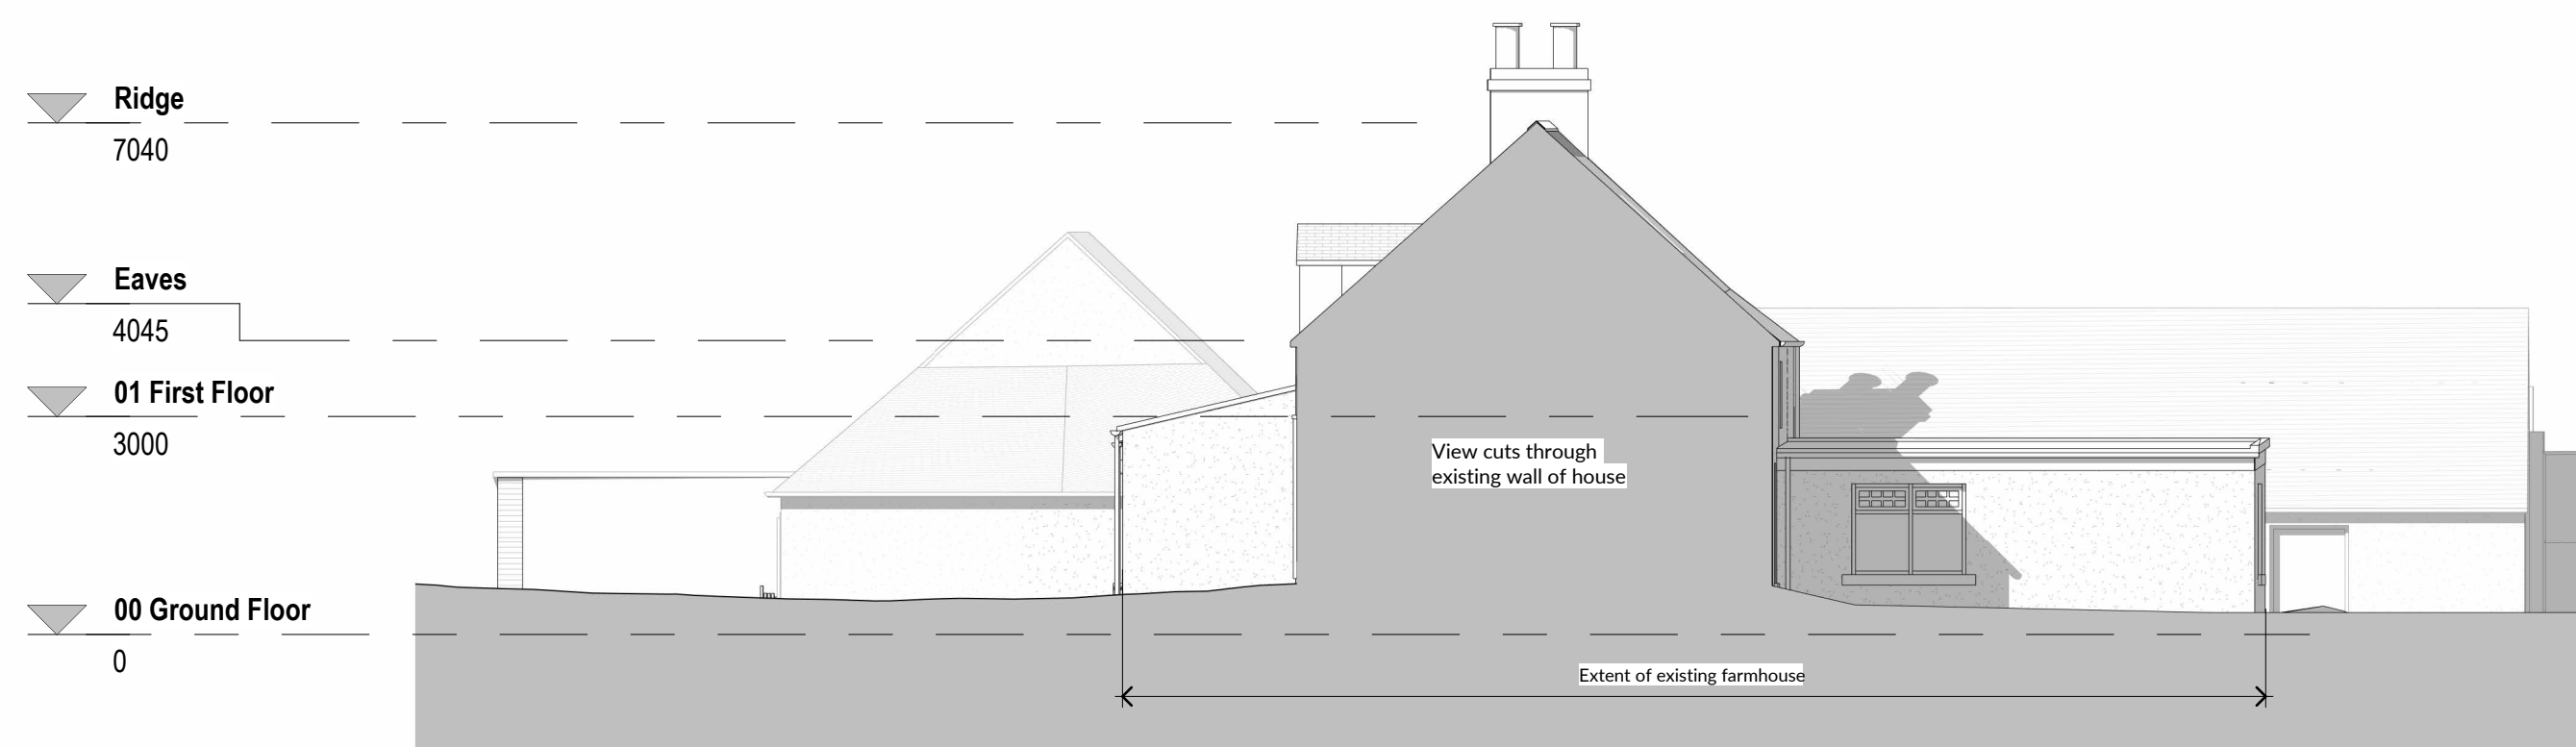 Ridge
7040
Eaves
4045
01 First Floor
3000
View cuts through
existing wall of house
00 Ground Floor
0
Extent of existing farmhouse